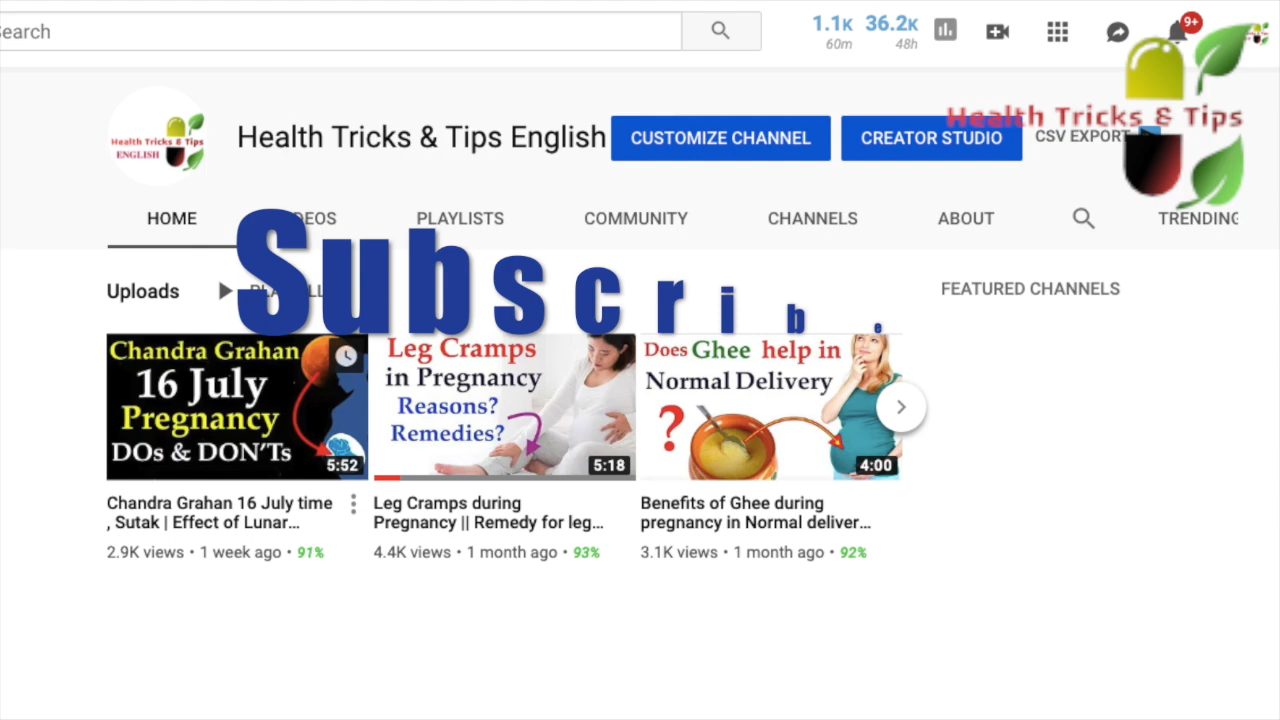 Search
1.1K 36.2K
60m 48h
9+
Health Tricks & Tips
Health Tricks & Tips
ENGLISH
Health Tricks & Tips English
CUSTOMIZE CHANNEL
CREATOR STUDIO
CSV EXPORT
HOME
PLAYLISTS
COMMUNITY
CHANNELS
ABOUT
TRENDING
Subscribe
Uploads
FEATURED CHANNELS
Chandra Grahan
16 July
Pregnancy
DOs & DON'Ts
5:52
Leg Cramps
in Pregnancy
Reasons?
Remedies?
5:18
Does Ghee help in
Normal Delivery
?
4:00
Chandra Grahan 16 July time
, Sutak | Effect of Lunar...
2.9K views • 1 week ago • 91%
Leg Cramps during
Pregnancy || Remedy for leg...
4.4K views • 1 month ago • 93%
Benefits of Ghee during
pregnancy in Normal deliver...
3.1K views • 1 month ago • 92%